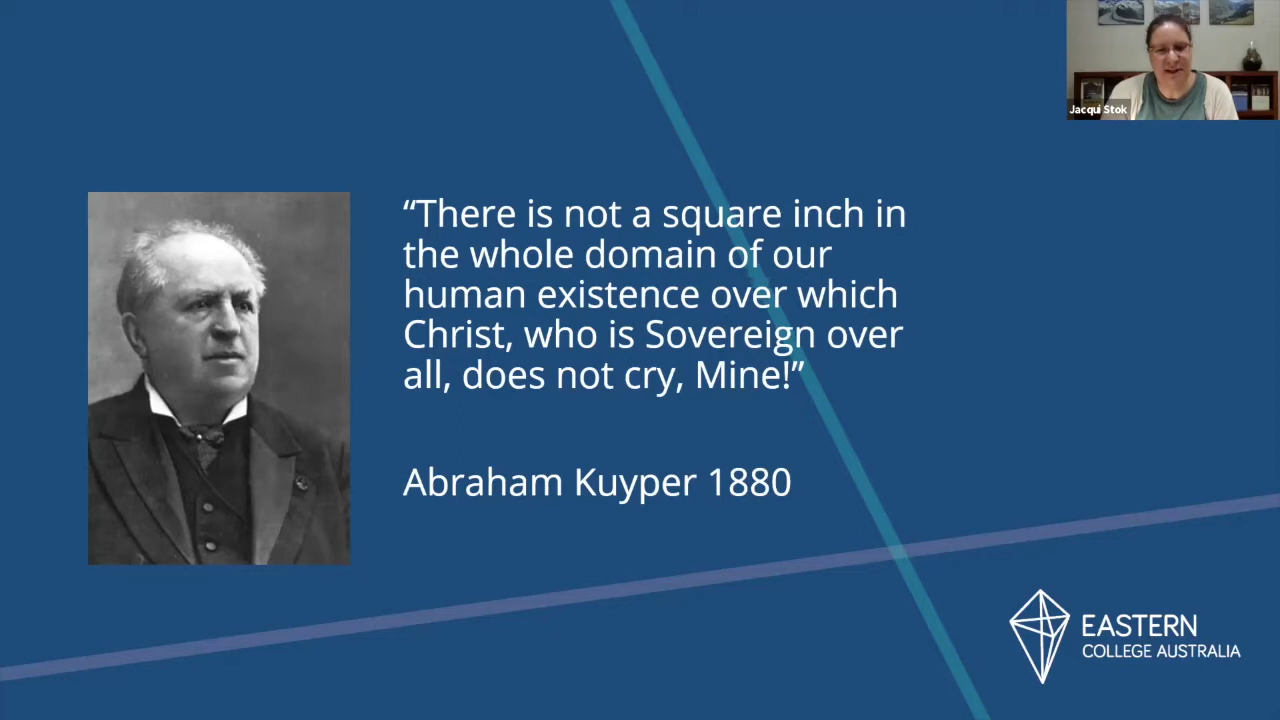 Jacqui Stok
“There is not a square inch in
the whole domain of our
human existence over which
Christ, who is Sovereign over
all, does not cry, Mine!”
Abraham Kuyper 1880
EASTERN
COLLEGE AUSTRALIA